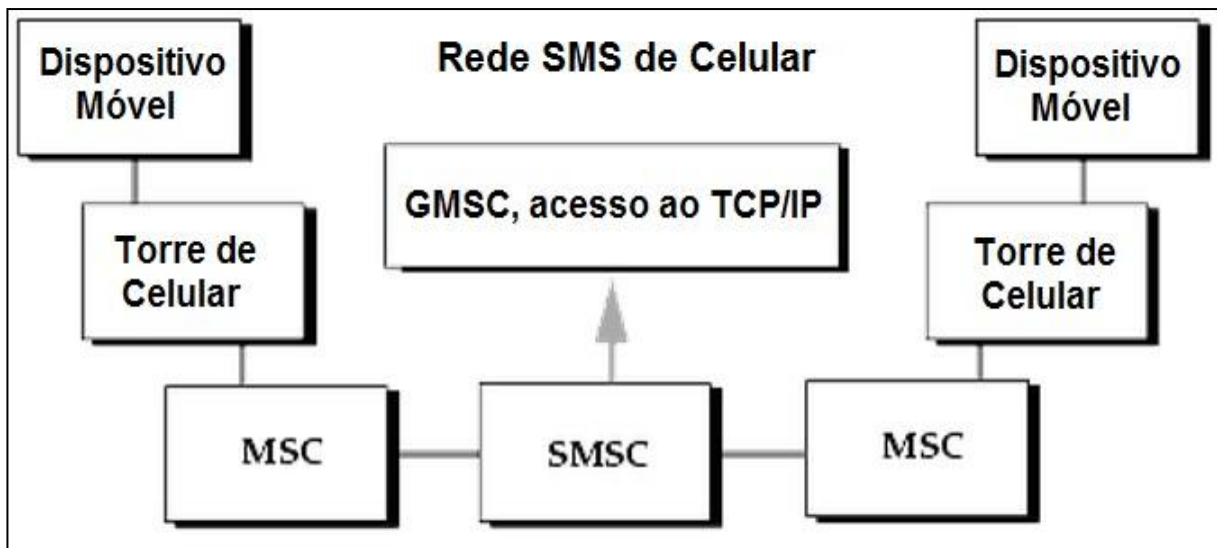 Rede SMS de Celular
Dispositivo
Móvel
Dispositivo
Móvel
GMSC, acesso ao TCP/IP
Torre de
Celular
Torre de
Celular
MSC
SMSC
MSC